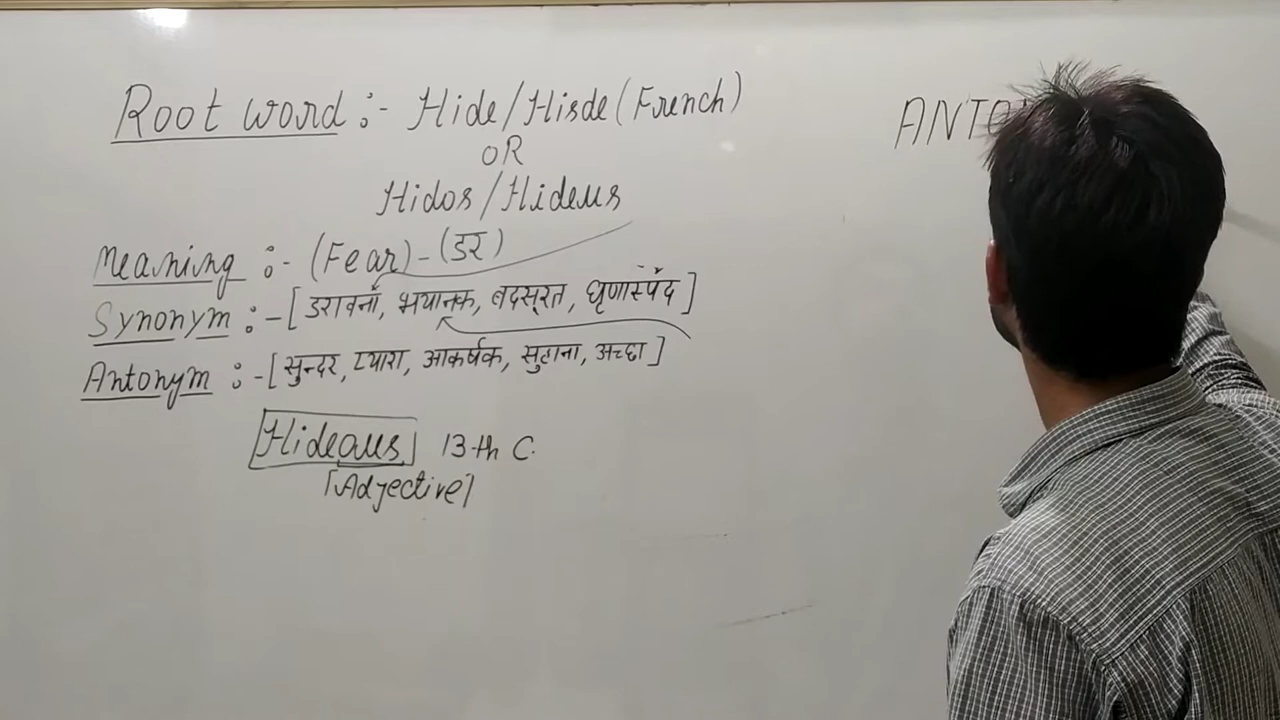 Root word :- Hide/Hisde (French)
OR
Hidos/Hideus
Meaning :- (Fear) - (डर)
Synonym :- [डरावना, भयानक, बदसूरत, घृणास्पद]
Antonym :- [सुन्दर, प्यारा, आकर्षक, सुहाना, अच्छा]
Hideous 13th C.
[Adjective]
ANTO